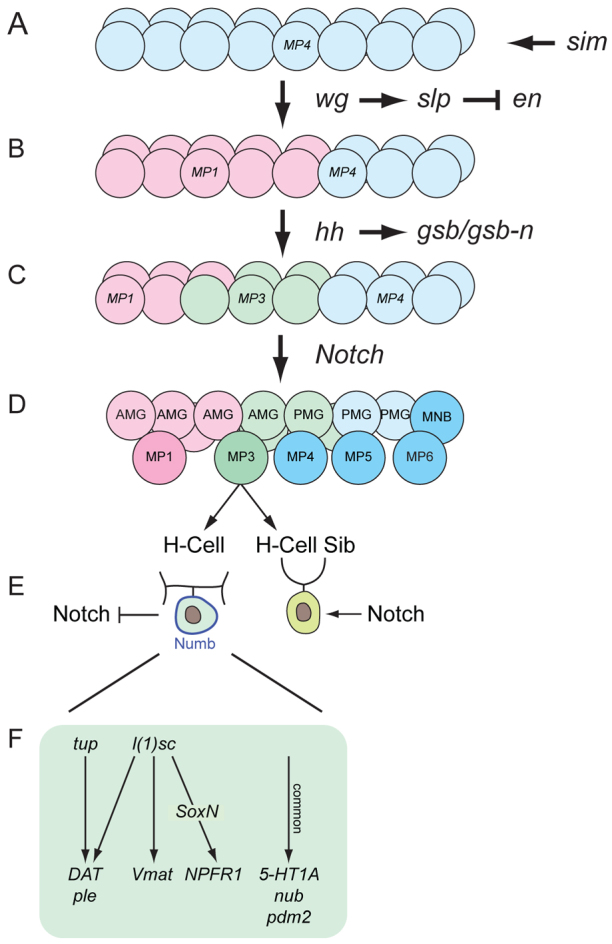 A
MP4
sim
wg slp en
B
MP1 MP4
hh gsb/gsb-n
C
MP1 MP3 MP4
Notch
D
AMG AMG AMG AMG PMG PMG PMG MNB
MP1 MP3 MP4 MP5 MP6
H-Cell H-Cell Sib
E
Notch Notch
Numb
F
tup l(1)sc
SoxN
common
DAT Vmat NPFR1 5-HT1A
ple nub
pdm2